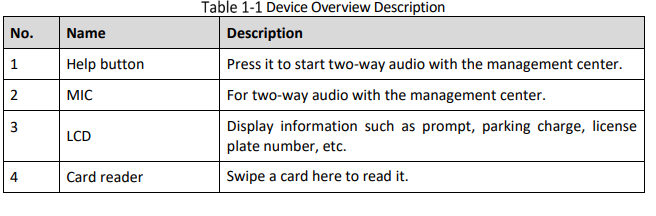 Table 1-1 Device Overview Description
No. Name Description
1 Help button Press it to start two-way audio with the management center.
2 MIC For two-way audio with the management center.
3 LCD Display information such as prompt, parking charge, license
plate number, etc.
4 Card reader Swipe a card here to read it.